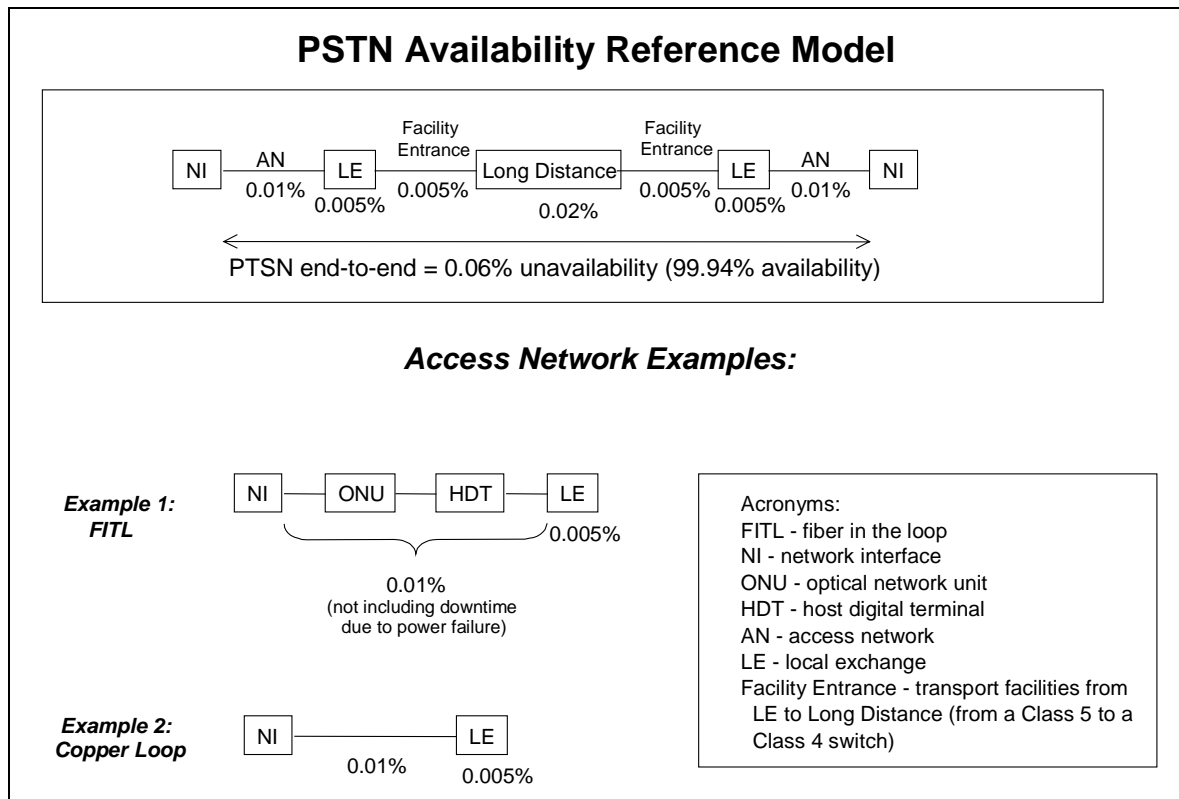 PSTN Availability Reference Model
Facility
Entrance
Facility
Entrance
NI
AN
LE
Long Distance
LE
AN
NI
0.01%
0.005%
0.005%
0.02%
0.005%
0.005%
0.01%
PTSN end-to-end = 0.06% unavailability (99.94% availability)
Access Network Examples:
Example 1:
FITL
NI
ONU
HDT
LE
0.005%
0.01%
(not including downtime
due to power failure)
Example 2:
Copper Loop
NI
LE
0.01%
0.005%
Acronyms:
FITL - fiber in the loop
NI - network interface
ONU - optical network unit
HDT - host digital terminal
AN - access network
LE - local exchange
Facility Entrance - transport facilities from
LE to Long Distance (from a Class 5 to a
Class 4 switch)